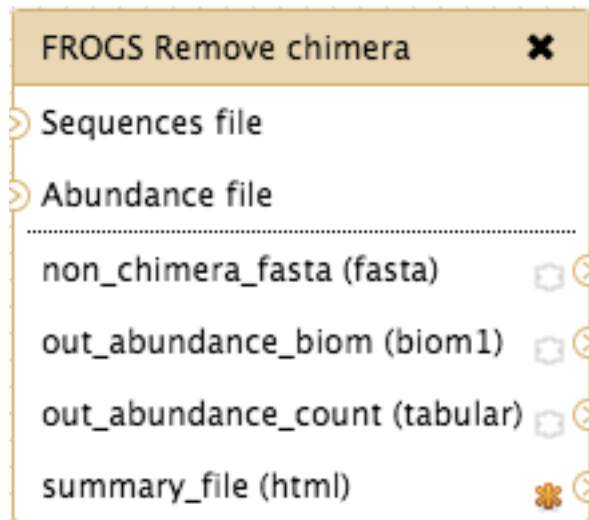 FROGS Remove chimera
Sequences file
Abundance file
non_chimera_fasta (fasta)
out_abundance_biom (biom1)
out_abundance_count (tabular)
summary_file (html)